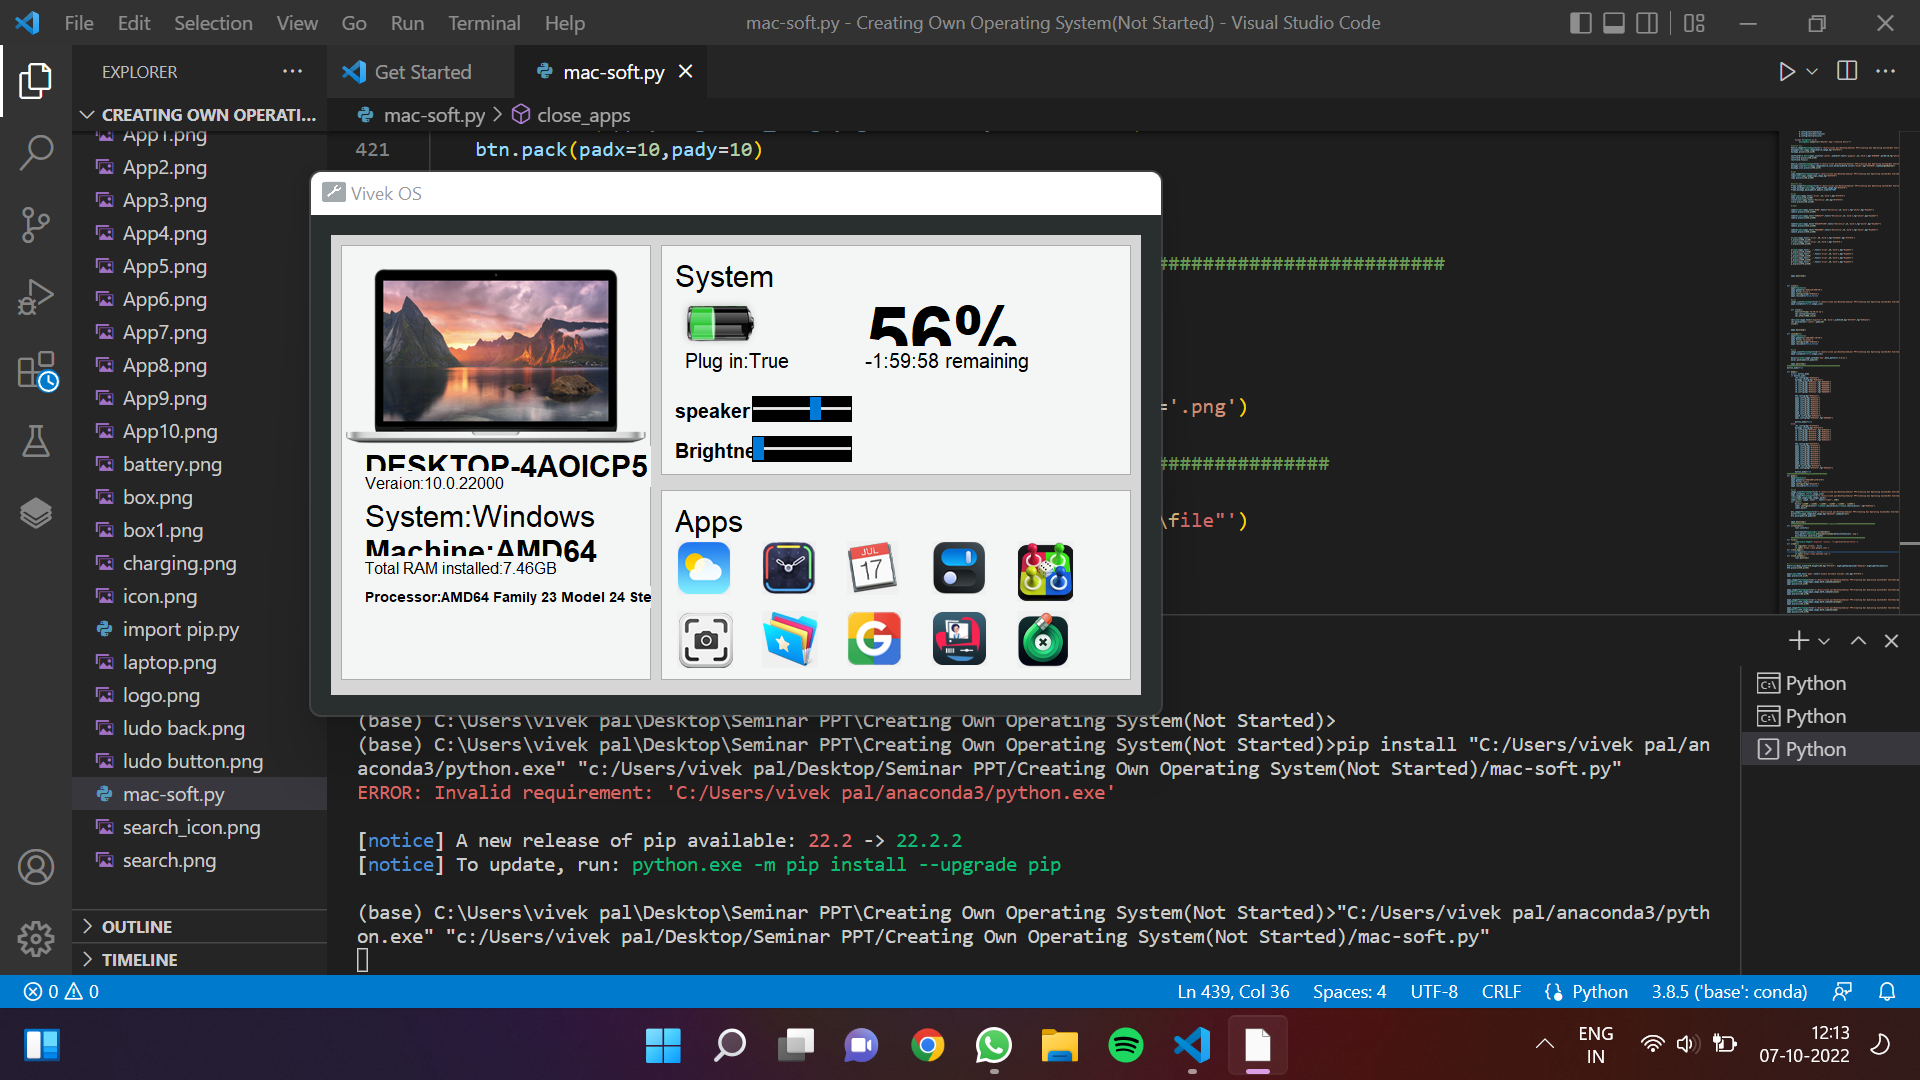 File Edit Selection View Go Run Terminal Help
mac-soft.py - Creating Own Operating System(Not Started) - Visual Studio Code
EXPLORER
Get Started
mac-soft.py
CREATING OWN OPERATI...
mac-soft.py > close_apps
App1.png
App2.png
App3.png
App4.png
App5.png
App6.png
App7.png
App8.png
App9.png
App10.png
battery.png
box.png
box1.png
charging.png
icon.png
import pip.py
laptop.png
logo.png
ludo back.png
ludo button.png
mac-soft.py
search_icon.png
search.png
OUTLINE
TIMELINE
421 btn.pack(padx=10,pady=10)
##########################
='.png')
################
\file"')
Vivek OS
DESKTOP-4AOICP5
Veraion:10.0.22000
System:Windows
Machine:AMD64
Total RAM installed:7.46GB
Processor:AMD64 Family 23 Model 24 Ste
System
56%
Plug in:True
-1:59:58 remaining
speaker
Brightne
Apps
JUL
17
G
(base) C:\Users\vivek pal\Desktop\Seminar PPT\Creating Own Operating System(Not Started)>
(base) C:\Users\vivek pal\Desktop\Seminar PPT\Creating Own Operating System(Not Started)>pip install "C:/Users/vivek pal/an
aconda3/python.exe" "c:/Users/vivek pal/Desktop/Seminar PPT/Creating Own Operating System(Not Started)/mac-soft.py"
ERROR: Invalid requirement: 'C:/Users/vivek pal/anaconda3/python.exe'
[notice] A new release of pip available: 22.2 -> 22.2.2
[notice] To update, run: python.exe -m pip install --upgrade pip
(base) C:\Users\vivek pal\Desktop\Seminar PPT\Creating Own Operating System(Not Started)>"C:/Users/vivek pal/anaconda3/pyth
on.exe" "c:/Users/vivek pal/Desktop/Seminar PPT/Creating Own Operating System(Not Started)/mac-soft.py"
Python
Python
Python
0 0
Ln 439, Col 36 Spaces: 4 UTF-8 CRLF Python 3.8.5 ('base': conda)
ENG
IN
12:13
07-10-2022